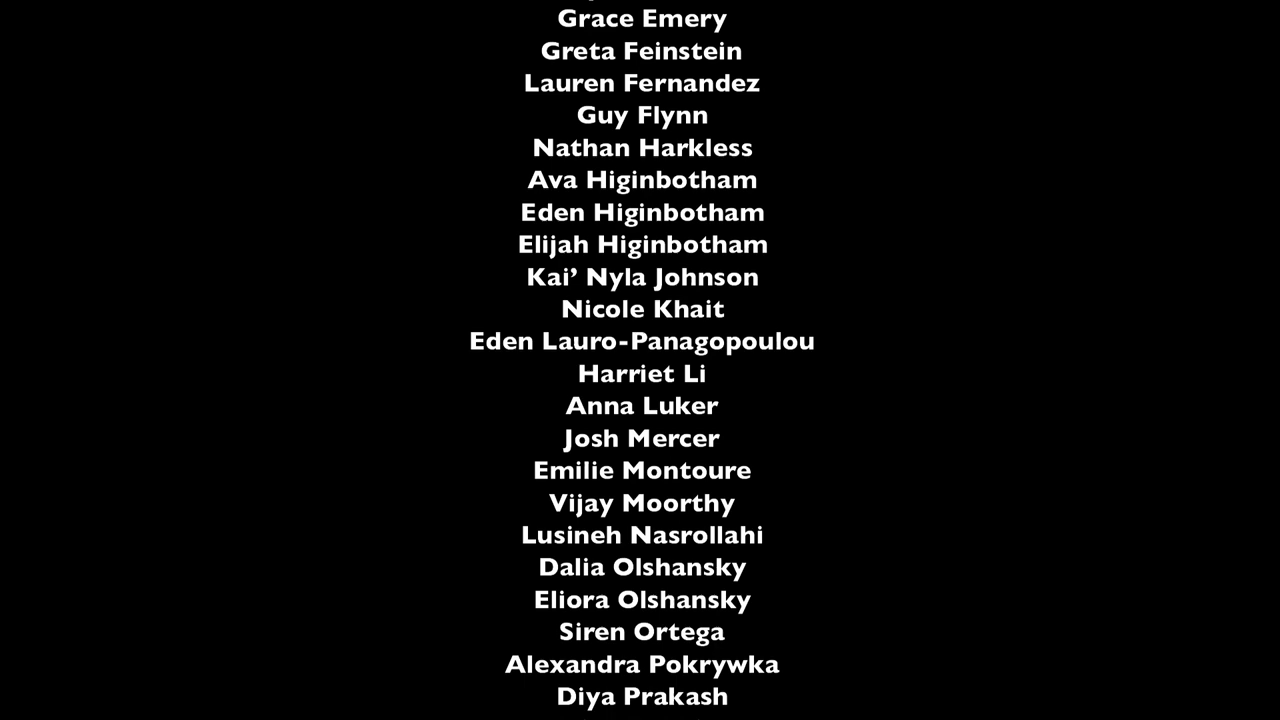 Grace Emery
Greta Feinstein
Lauren Fernandez
Guy Flynn
Nathan Harkless
Ava Higinbotham
Eden Higinbotham
Elijah Higinbotham
Kai’ Nyla Johnson
Nicole Khait
Eden Lauro-Panagopoulou
Harriet Li
Anna Luker
Josh Mercer
Emilie Montoure
Vijay Moorthy
Lusineh Nasrollahi
Dalia Olshansky
Eliora Olshansky
Siren Ortega
Alexandra Pokrywka
Diya Prakash